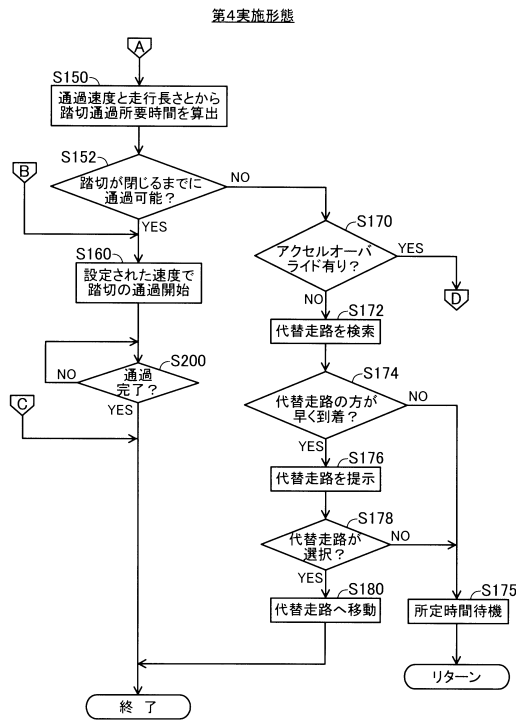 第4実施形態
A
S150
通過速度と走行長さとから
踏切通過所要時間を算出
B
S152
踏切が閉じるまでに
通過可能？
NO
YES
S160
設定された速度で
踏切の通過開始
S170
アクセルオーバ
ライド有り？
YES
D
NO
S172
代替走路を検索
S200
通過
完了？
NO
YES
C
S174
代替走路の方が
早く到着？
NO
YES
S176
代替走路を提示
S178
代替走路が
選択？
NO
YES
S180
代替走路へ移動
S175
所定時間待機
リターン
終 了